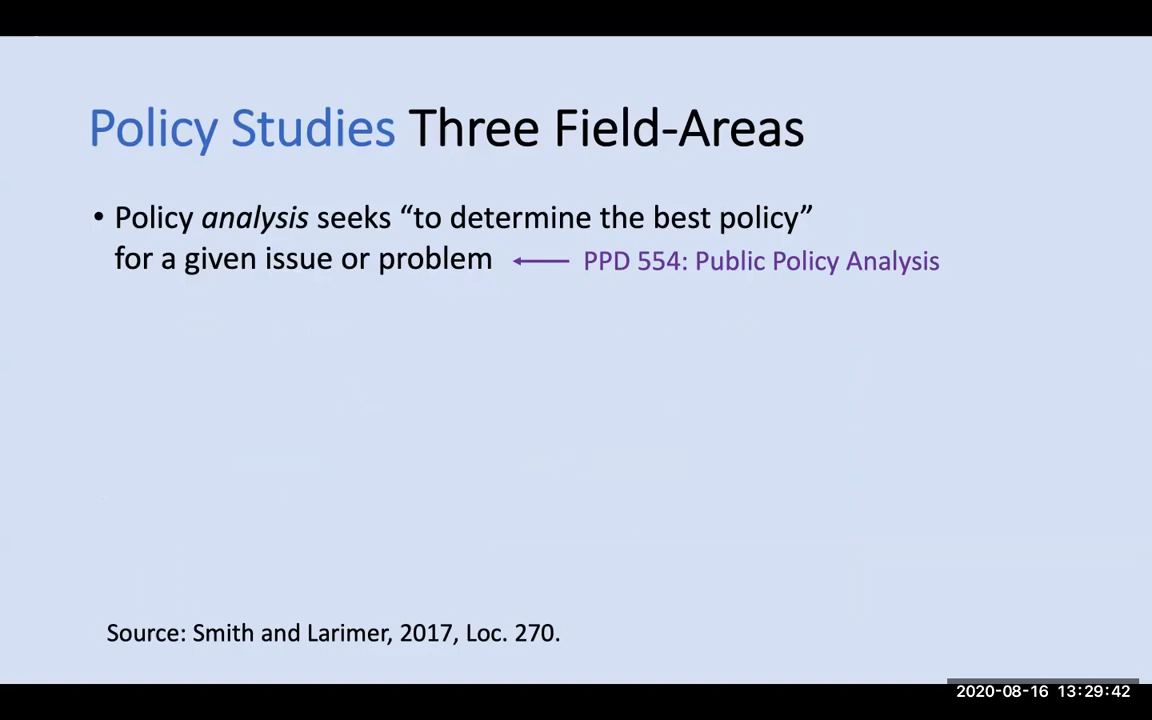 Policy Studies Three Field-Areas
• Policy analysis seeks “to determine the best policy”
for a given issue or problem
PPD 554: Public Policy Analysis
Source: Smith and Larimer, 2017, Loc. 270.
2020-08-16 13:29:42